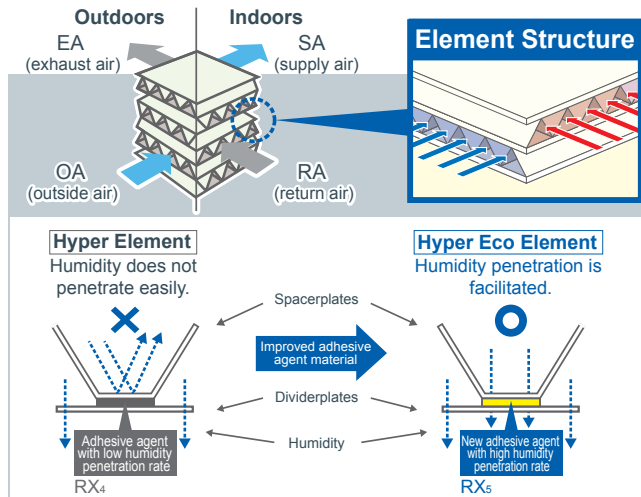 Outdoors
Indoors
EA
(exhaust air)
SA
(supply air)
OA
(outside air)
RA
(return air)
Element Structure
Hyper Element
Humidity does not
penetrate easily.
Hyper Eco Element
Humidity penetration is
facilitated.
Spacerplates
Improved adhesive
agent material
Dividerplates
Humidity
Adhesive agent
with low humidity
penetration rate
RX4
New adhesive agent
with high humidity
penetration rate
RX5